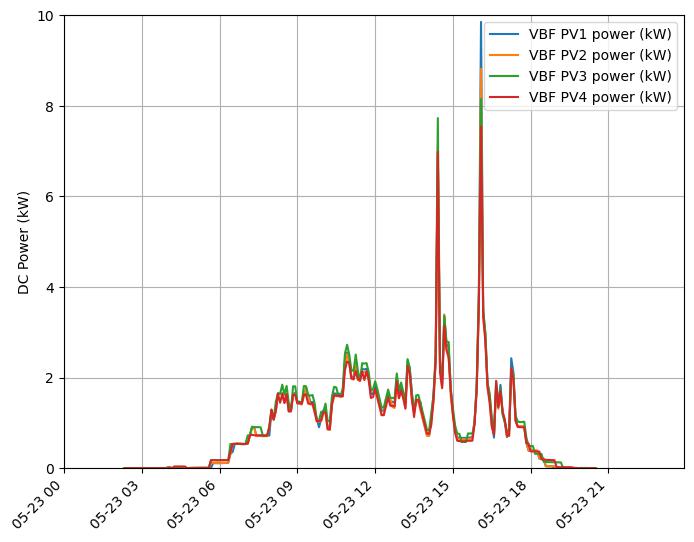 10
VBF PV1 power (kW)
VBF PV2 power (kW)
VBF PV3 power (kW)
VBF PV4 power (kW)
8
6
DC Power (kW)
4
2
0
05-23 00
05-23 03
05-23 06
05-23 09
05-23 12
05-23 15
05-23 18
05-23 21